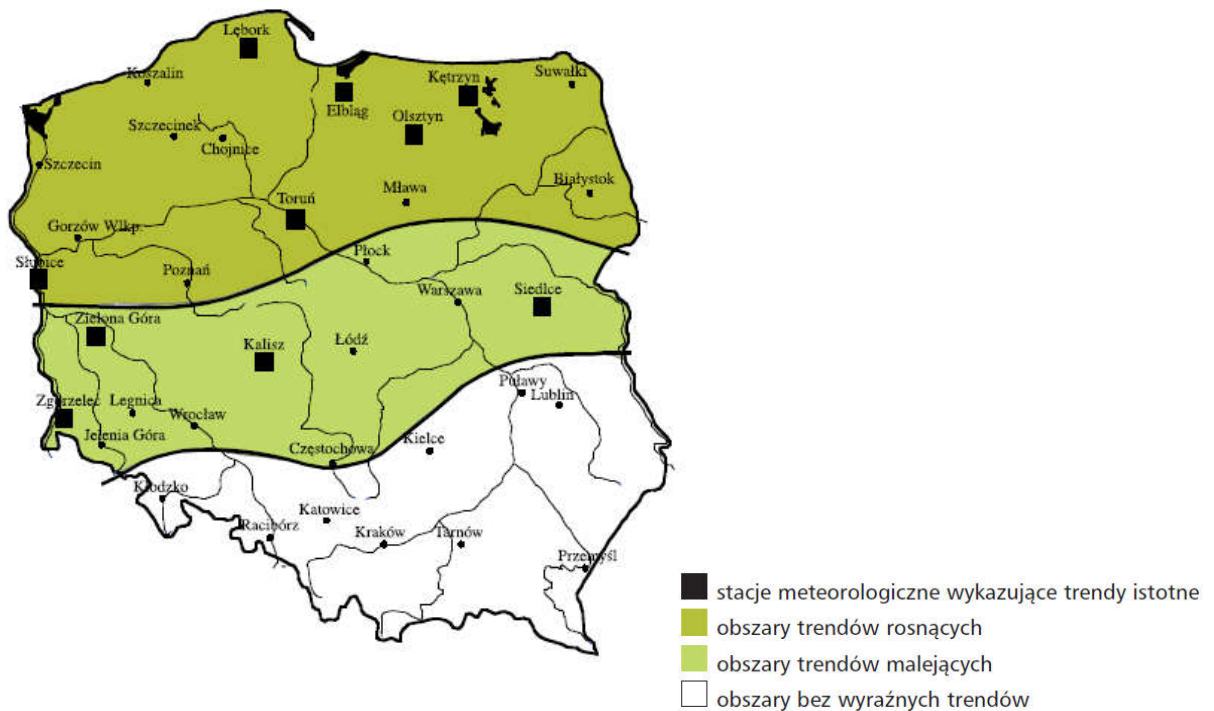 Lębork
Koszalin
Kętrzyn
Suwałki
Elbląg
Olsztyn
Szczecinek
Chojnice
Szczecin
Białystok
Mława
Toruń
Gorzów Wlkp.
Płock
Słubice
Poznań
Warszawa
Siedlce
Zielona Góra
Kalisz
Łódź
Puławy
Lublin
Zgorzelec
Legnica
Wrocław
Jelenia Góra
Kielce
Częstochowa
Kłodzko
Katowice
Racibórz
Kraków
Tarnów
Przemyśl
stacje meteorologiczne wykazujące trendy istotne
obszary trendów rosnących
obszary trendów malejących
obszary bez wyraźnych trendów